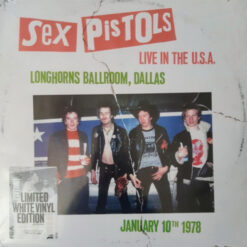 Sex PISTOLS
LIVE IN THE U.S.A.
LONGHORNS BALLROOM, DALLAS
LIMITED
WHITE VINYL
EDITION
JANUARY 10TH 1978